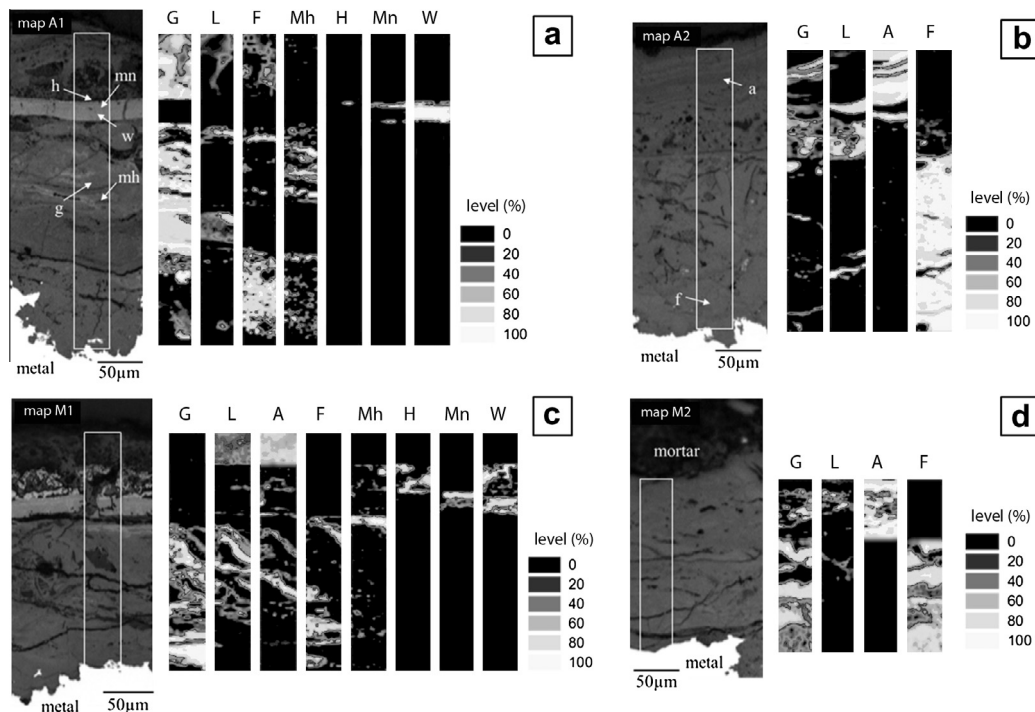 map A1
G L F Mh H Mn W
a
h
mn
w
g
mh
level (%)
0
20
40
60
80
100
metal
50µm
map A2
G L A F
b
a
f
level (%)
0
20
40
60
80
100
metal
50µm
map M1
G L A F Mh H Mn W
c
level (%)
0
20
40
60
80
100
metal
50µm
map M2
mortar
G L A F
d
level (%)
0
20
40
60
80
100
metal
50µm